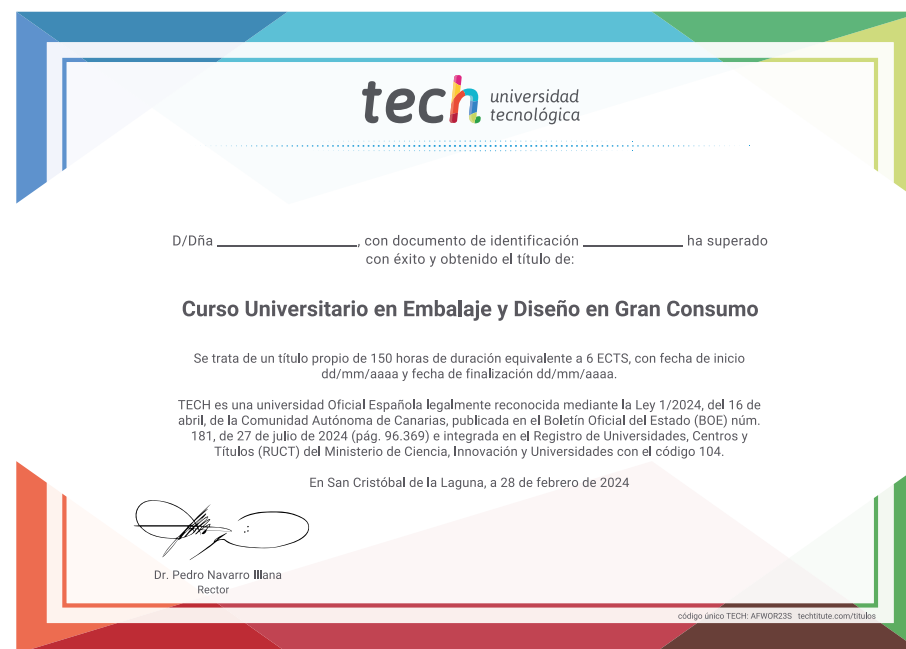 tech universidad
tecnológica
D/Dña ____________________, con documento de identificación ______________ ha superado
con éxito y obtenido el título de:
Curso Universitario en Embalaje y Diseño en Gran Consumo
Se trata de un título propio de 150 horas de duración equivalente a 6 ECTS, con fecha de inicio
dd/mm/aaaa y fecha de finalización dd/mm/aaaa.
TECH es una universidad Oficial Española legalmente reconocida mediante la Ley 1/2024, del 16 de
abril, de la Comunidad Autónoma de Canarias, publicada en el Boletín Oficial del Estado (BOE) núm.
181, de 27 de julio de 2024 (pág. 96.369) e integrada en el Registro de Universidades, Centros y
Títulos (RUCT) del Ministerio de Ciencia, Innovación y Universidades con el código 104.
En San Cristóbal de la Laguna, a 28 de febrero de 2024
Dr. Pedro Navarro Illana
Rector
código único TECH: AFWOR23S techtitute.com/titulos